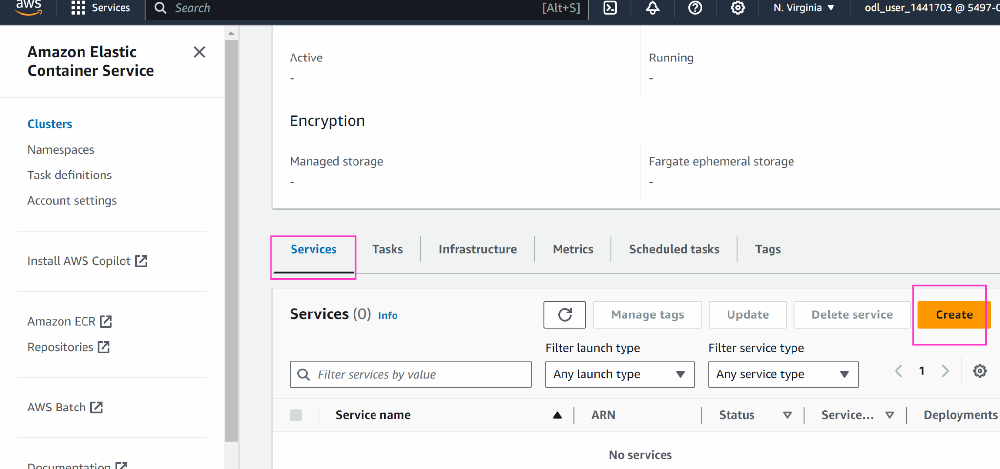 aws
Services
Search
[Alt+S]
N. Virginia
odl_user_1441703 @ 5497-0
Amazon Elastic
Container Service
Clusters
Namespaces
Task definitions
Account settings
Install AWS Copilot
Amazon ECR
Repositories
AWS Batch
Documentation
Active
-
Running
-
Encryption
Managed storage
-
Fargate ephemeral storage
-
Services
Tasks
Infrastructure
Metrics
Scheduled tasks
Tags
Services (0) Info
Manage tags
Update
Delete service
Create
Filter launch type
Filter service type
Filter services by value
Any launch type
Any service type
1
Service name
ARN
Status
Service...
Deployments
No services